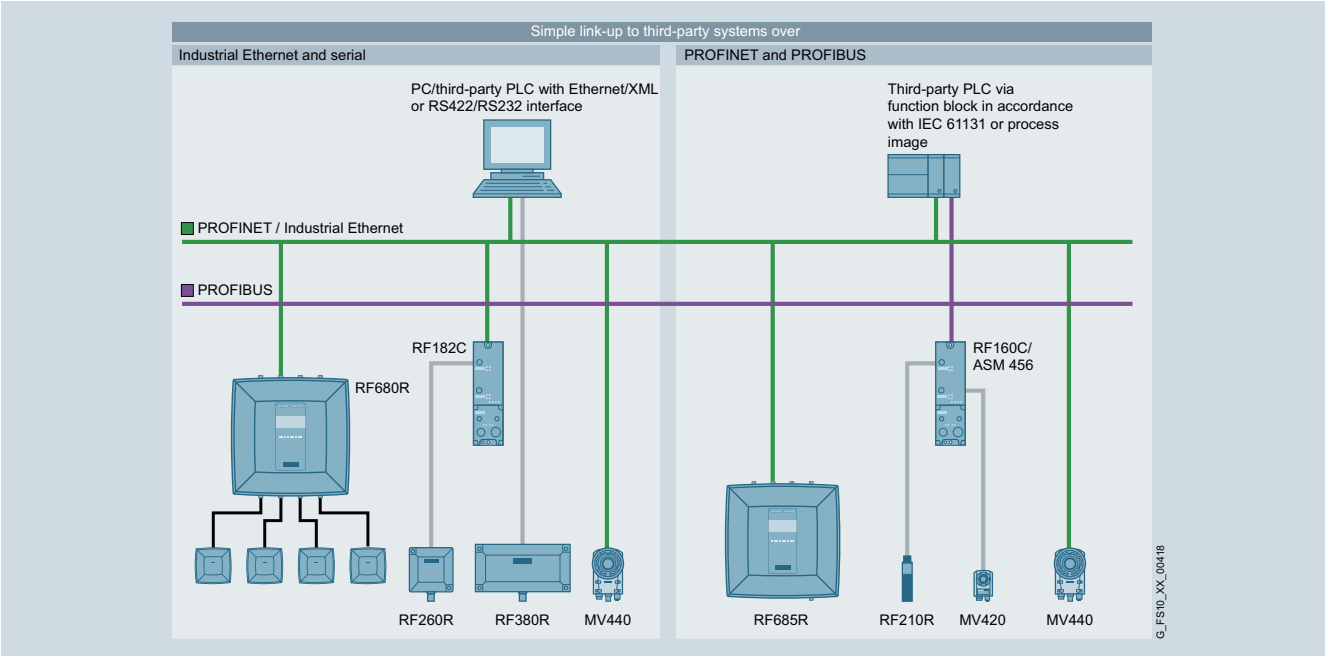 Simple link-up to third-party systems over
Industrial Ethernet and serial
PROFINET and PROFIBUS
PC/third-party PLC with Ethernet/XML
or RS422/RS232 interface
Third-party PLC via
function block in accordance
with IEC 61131 or process
image
PROFINET / Industrial Ethernet
PROFIBUS
RF182C
RF680R
RF160C/
ASM 456
RF260R
RF380R
MV440
RF685R
RF210R
MV420
MV440
G_FS10_XX_00418